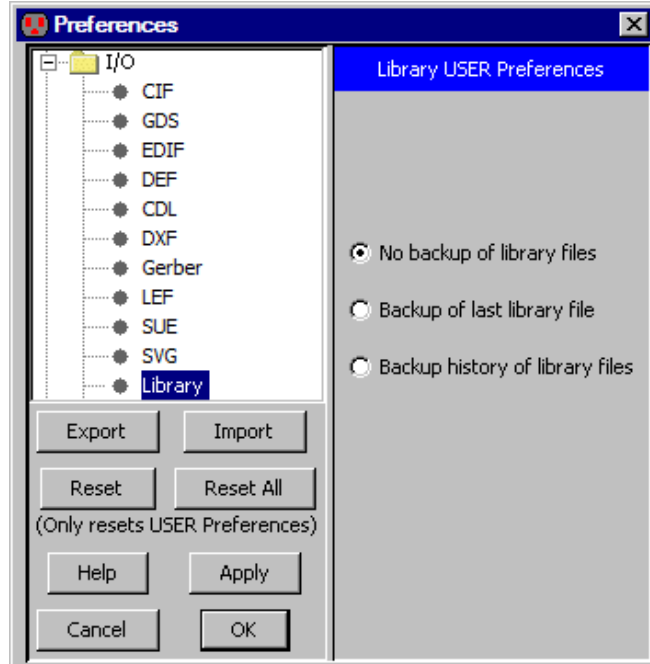 Preferences
I/O
CIF
GDS
EDIF
DEF
CDL
DXF
Gerber
LEF
SUE
SVG
Library
Export Import
Reset Reset All
(Only resets USER Preferences)
Help Apply
Cancel OK
Library USER Preferences
No backup of library files
Backup of last library file
Backup history of library files